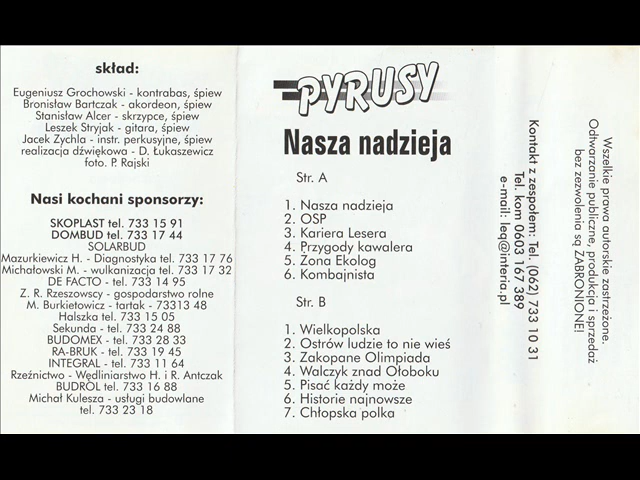 skład:
Eugeniusz Grochowski - kontrabas, śpiew
Bronisław Bartczak - akordeon, śpiew
Stanisław Alcer - skrzypce, śpiew
Leszek Stryjak - gitara, śpiew
Jacek Zychla - instr. perkusyjne, śpiew
realizacja dźwiękowa - D. Łukaszewicz
foto. P. Rajski
Nasi kochani sponsorzy:
SKOPLAST tel. 733 15 91
DOMBUD tel. 733 17 44
SOLARBUD
Mazurkiewicz H. - Diagnostyka tel. 733 17 76
Michałowski M. - wulkanizacja tel. 733 17 32
DE FACTO - tel. 733 14 95
Z. R. Rzeszowscy - gospodarstwo rolne
M. Burkietowicz - tartak - 73313 48
Halszka tel. 733 15 05
Sekunda - tel. 733 24 88
BUDOMEX - tel. 733 28 33
RA-BRUK - tel. 733 19 45
INTEGRAL - tel. 733 11 64
Rzeźnictwo - Wędliniarstwo H. i R. Antczak
BUDROL tel. 733 16 88
Michał Kulesza - usługi budowlane
tel. 733 23 18
PYRUSY
Nasza nadzieja
Str. A
1. Nasza nadzieja
2. OSP
3. Kariera Lesera
4. Przygody kawalera
5. Żona Ekolog
6. Kombajnista
Str. B
1. Wielkopolska
2. Ostrów ludzie to nie wieś
3. Zakopane Olimpiada
4. Walczyk znad Ołoboku
5. Pisać każdy może
6. Historie najnowsze
7. Chłopska polka
Kontakt z zespołem: Tel. (062) 733 10 31
Tel. kom 0603 167 389
e-mail: leq@interia.pl
Wszelkie prawa autorskie zastrzeżone.
Odtwarzanie publiczne, produkcja i sprzedaż
bez zezwolenia są ZABRONIONE!